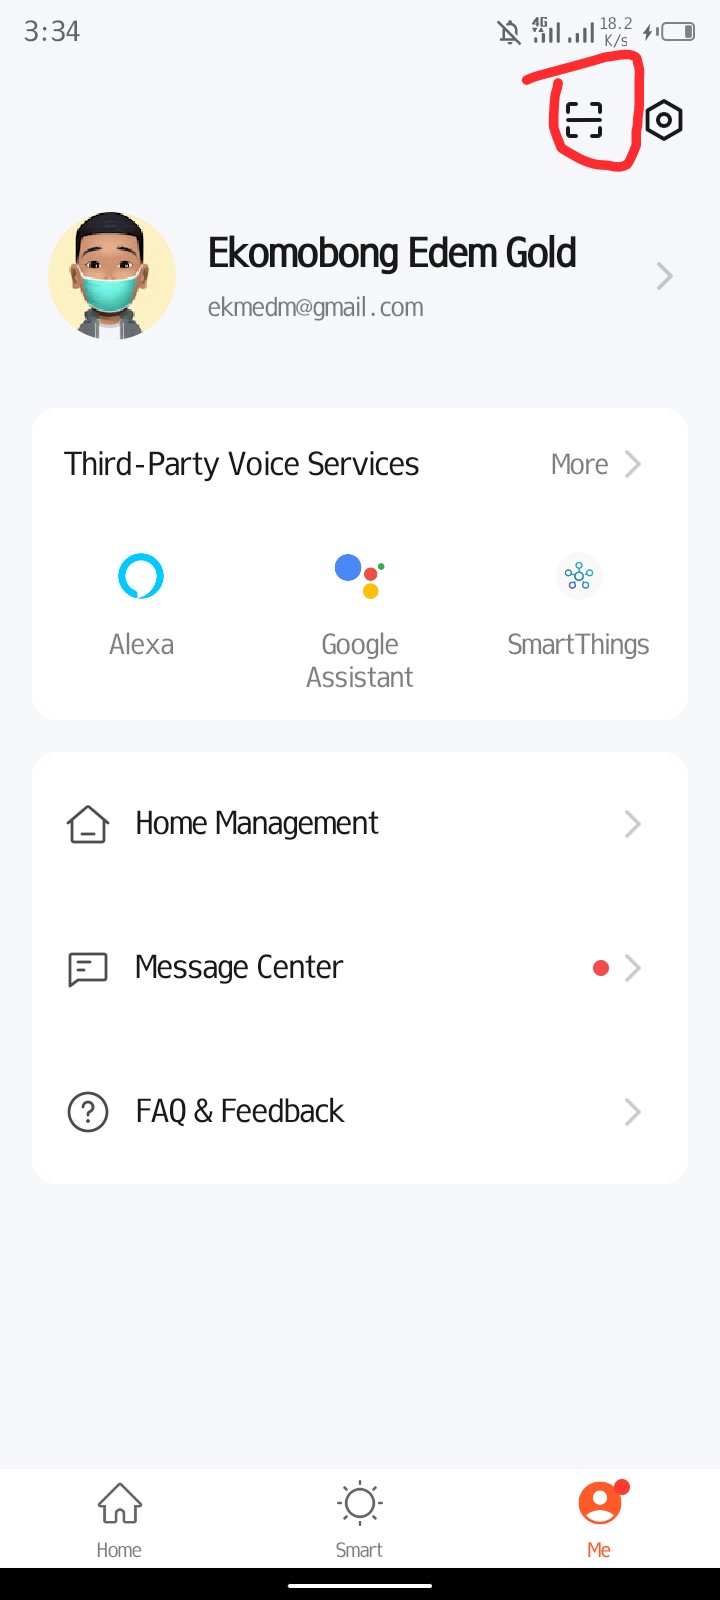 3:34
4G
18.2
K/s
Ekomobong Edem Gold
ekmedm@gmail.com
Third-Party Voice Services More
Alexa
Google
Assistant
SmartThings
Home Management
Message Center
FAQ & Feedback
Home Smart Me